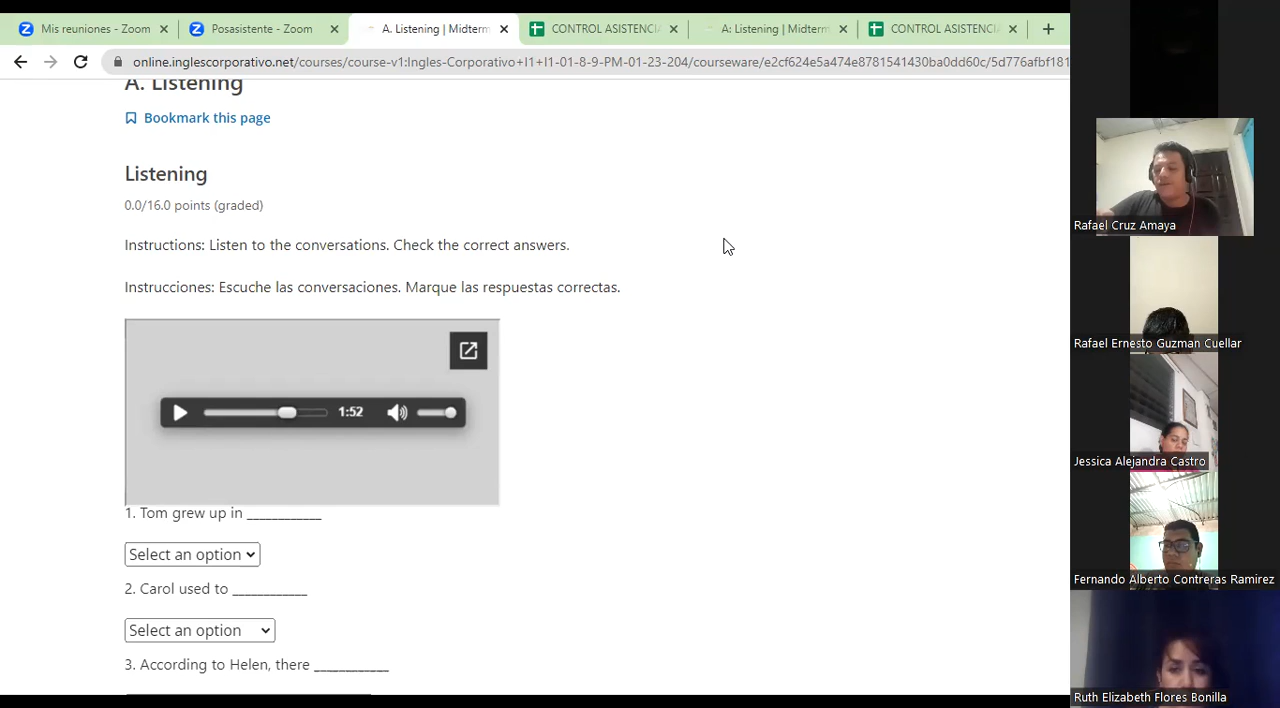 Mis reuniones - Zoom
Posasistente - Zoom
A. Listening | Midterm
CONTROL ASISTENCIA
A: Listening | Midterm
CONTROL ASISTENCIA
online.inglescorporativo.net/courses/course-v1:Ingles-Corporativo+I1+I1-01-8-9-PM-01-23-204/courseware/e2cf624e5a474e8781541430ba0dd60c/5d776afbf181
A. Listening
Bookmark this page
Listening
0.0/16.0 points (graded)
Instructions: Listen to the conversations. Check the correct answers.
Instrucciones: Escuche las conversaciones. Marque las respuestas correctas.
1:52
1. Tom grew up in ____________
Select an option
2. Carol used to ____________
Select an option
3. According to Helen, there ____________
Rafael Cruz Amaya
Rafael Ernesto Guzman Cuellar
Jessica Alejandra Castro
Fernando Alberto Contreras Ramirez
Ruth Elizabeth Flores Bonilla